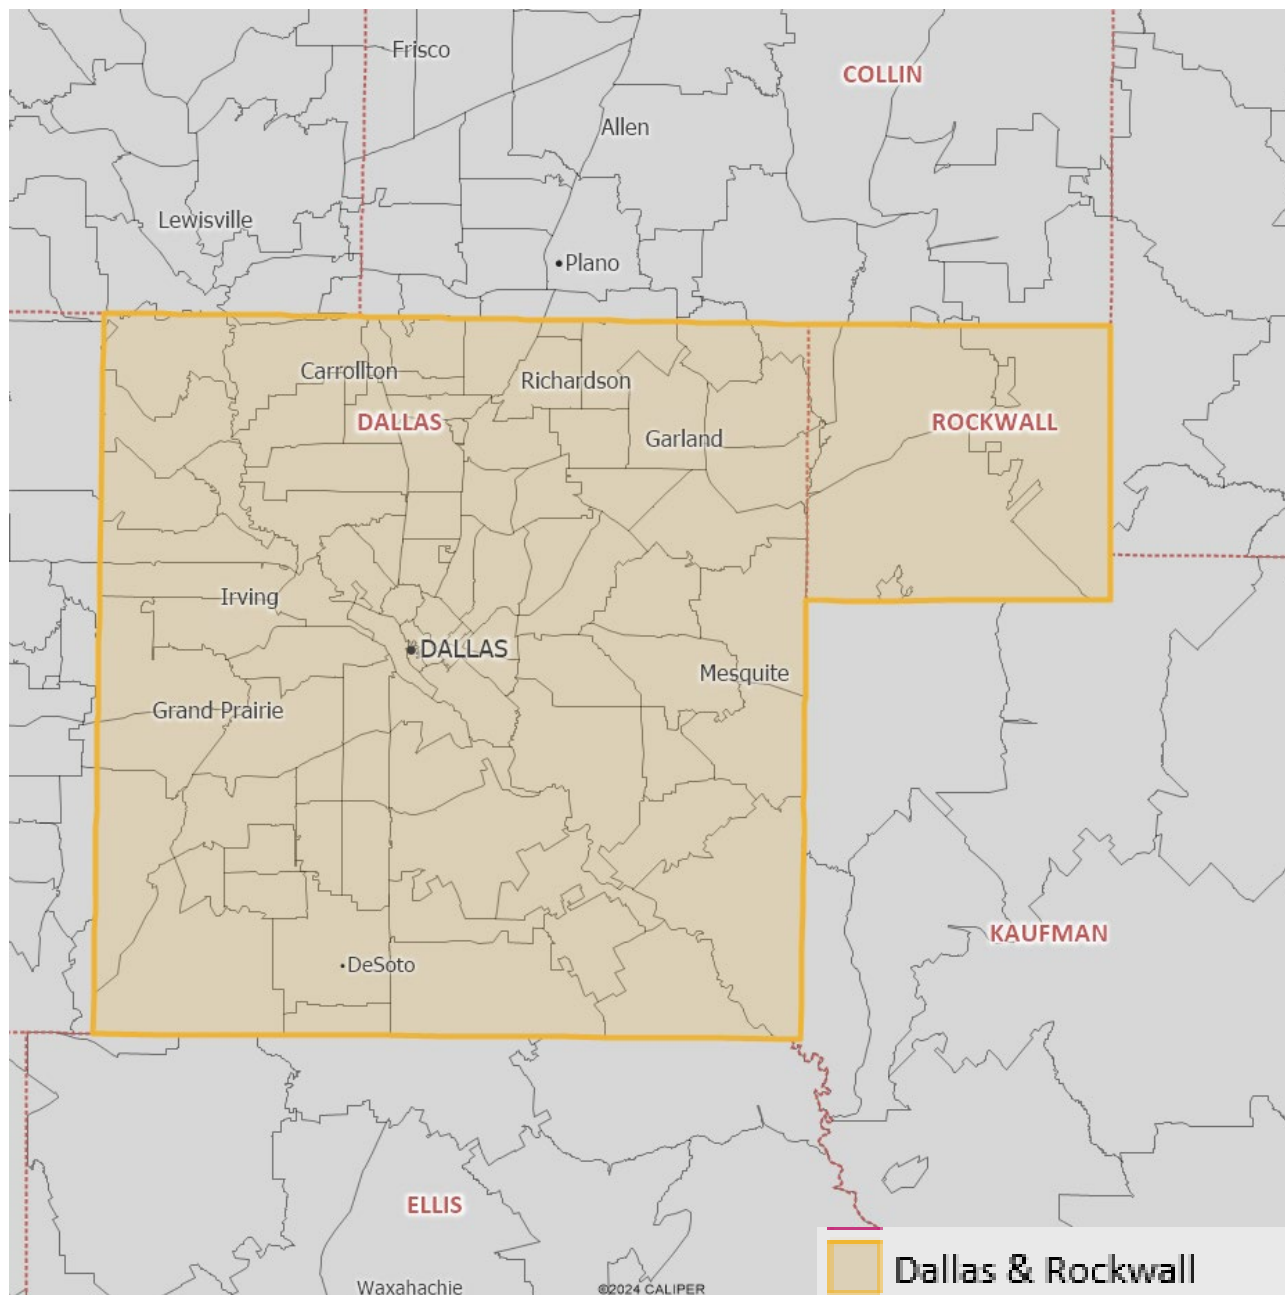 Frisco
COLLIN
Allen
Lewisville
Plano
Carrollton
Richardson
DALLAS
ROCKWALL
Garland
Irving
DALLAS
Mesquite
Grand Prairie
KAUFMAN
DeSoto
ELLIS
Dallas & Rockwall
Waxahachie
©2024 CALIPER